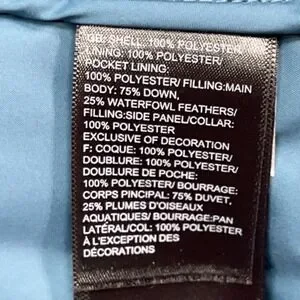 GB: SHELL: 100% POLYESTER
LINING: 100% POLYESTER/
POCKET LINING:
100% POLYESTER/ FILLING:MAIN
BODY: 75% DOWN,
25% WATERFOWL FEATHERS/
FILLING:SIDE PANEL/COLLAR:
100% POLYESTER
EXCLUSIVE OF DECORATION
F: COQUE: 100% POLYESTER/
DOUBLURE: 100% POLYESTER/
DOUBLURE DE POCHE:
100% POLYESTER/ BOURRAGE:
CORPS PINCIPAL: 75% DUVET,
25% PLUMES D'OISEAUX
AQUATIQUES/ BOURRAGE:PAN
LATÉRAL/COL: 100% POLYESTER
À L'EXCEPTION DES
DÉCORATIONS